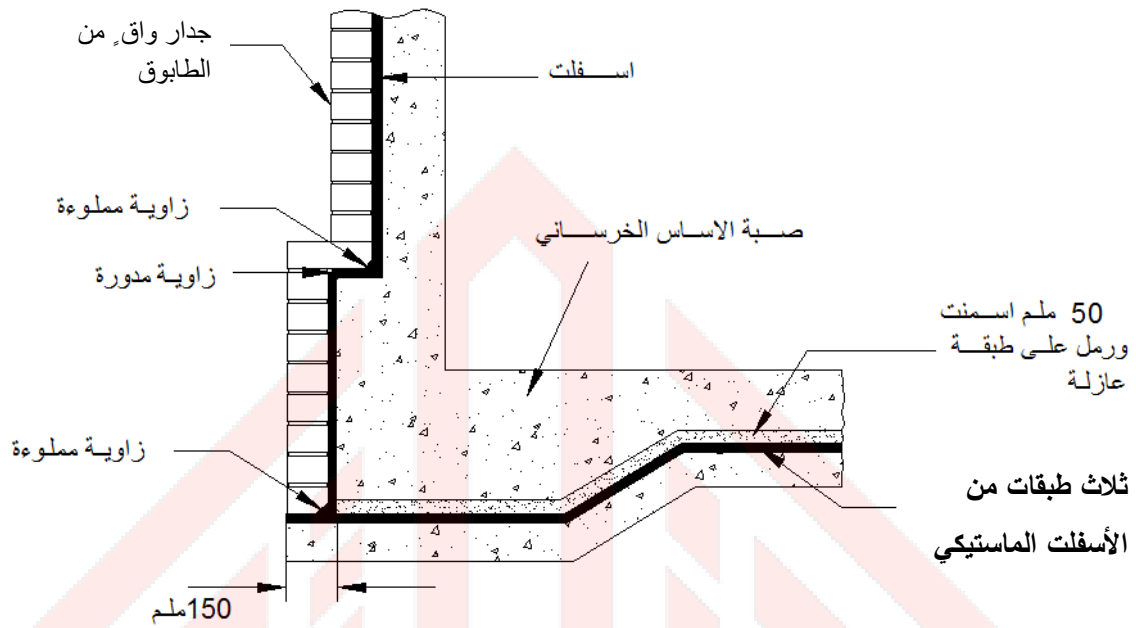 جدار واقٍ من
الطابوق
اسفلت
زاوية مملوءة
صبة الاساس الخرساني
زاوية مدورة
50 ملم اسمنت
ورمل على طبقة
عازلة
زاوية مملوءة
ثلاث طبقات من
الأسفلت الماستيكي
150ملم